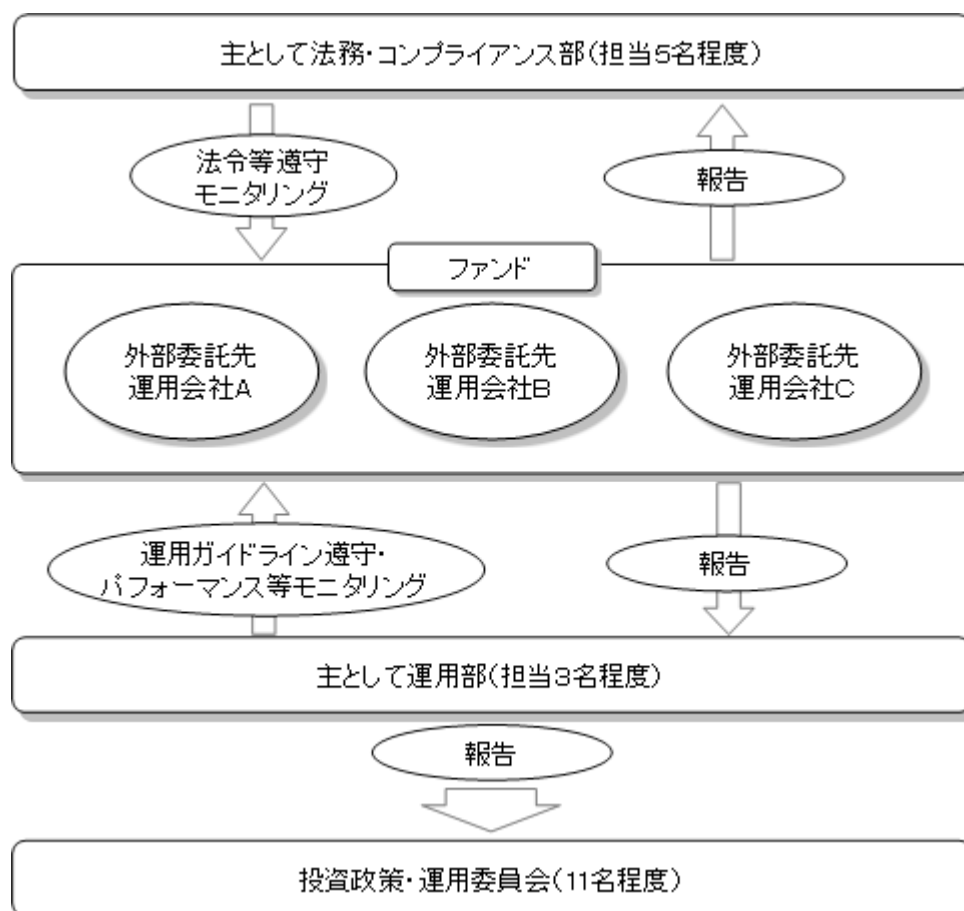 主として法務・コンプライアンス部(担当5名程度)
法令等遵守
モニタリング
報告
ファンド
外部委託先
運用会社A
外部委託先
運用会社B
外部委託先
運用会社C
運用ガイドライン遵守・
パフォーマンス等モニタリング
報告
主として運用部(担当3名程度)
報告
投資政策・運用委員会(11名程度)